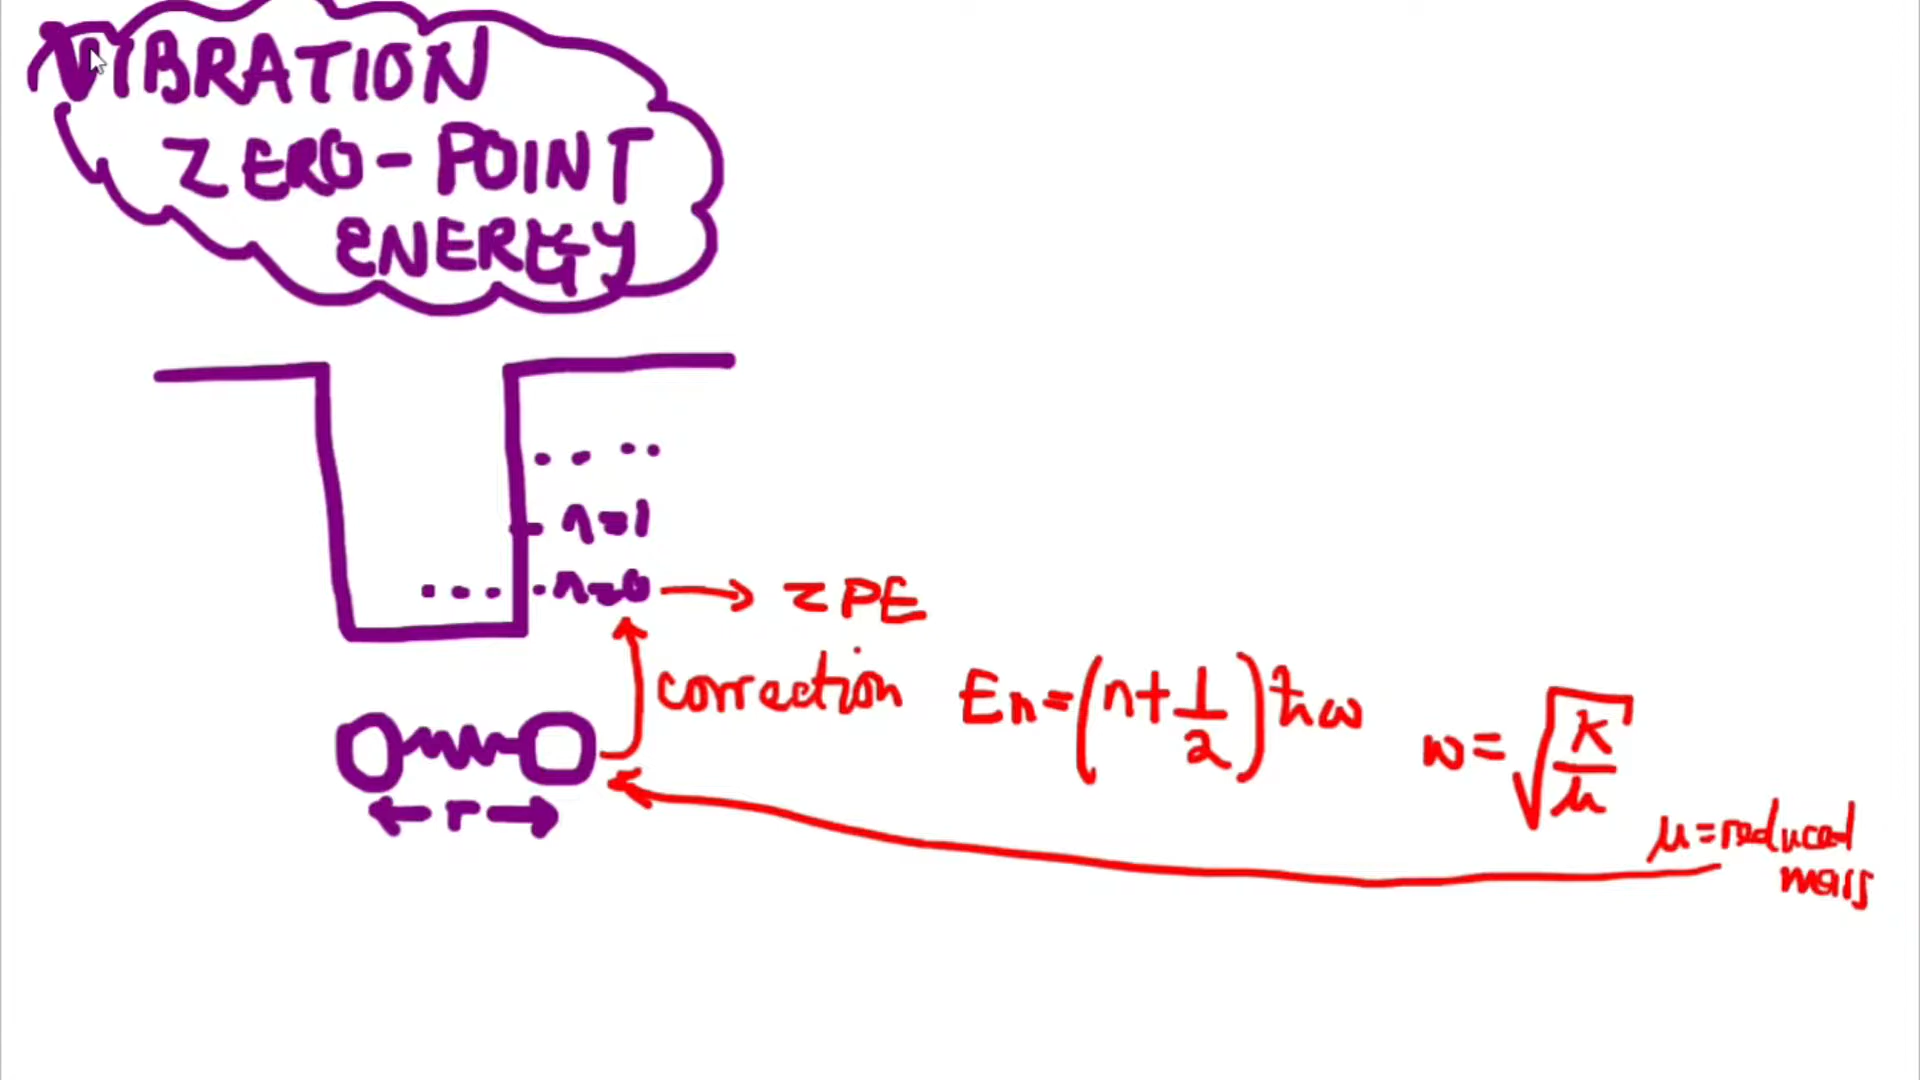 VIBRATION
ZERO-POINT
ENERGY
.. ..
n=1
.... .n=0 → ZPE
correction En=(n+1/2)ħω ω=√(k/μ)
← r →
μ=reduced
mass